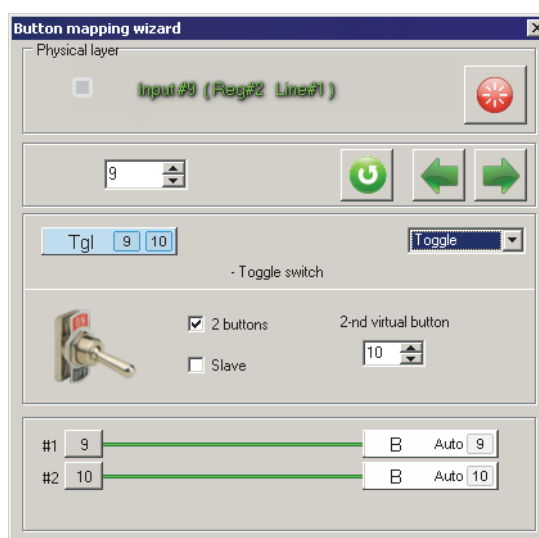 Button mapping wizard
Physical layer
Input#9 (Reg#2 Line#1)
9
Tgl 9 10
Toggle
- Toggle switch
2 buttons
2-nd virtual button
10
Slave
#1 9 B Auto 9
#2 10 B Auto 10